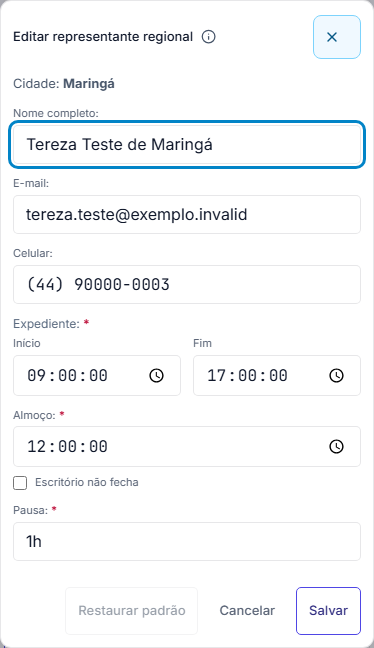 Editar representante regional
Cidade: Maringá
Nome completo:
Tereza Teste de Maringá
E-mail:
tereza.teste@exemplo.invalid
Celular:
(44) 90000-0003
Expediente: *
Início
Fim
09:00:00
17:00:00
Almoço: *
12:00:00
Escritório não fecha
Pausa: *
1h
Restaurar padrão
Cancelar
Salvar